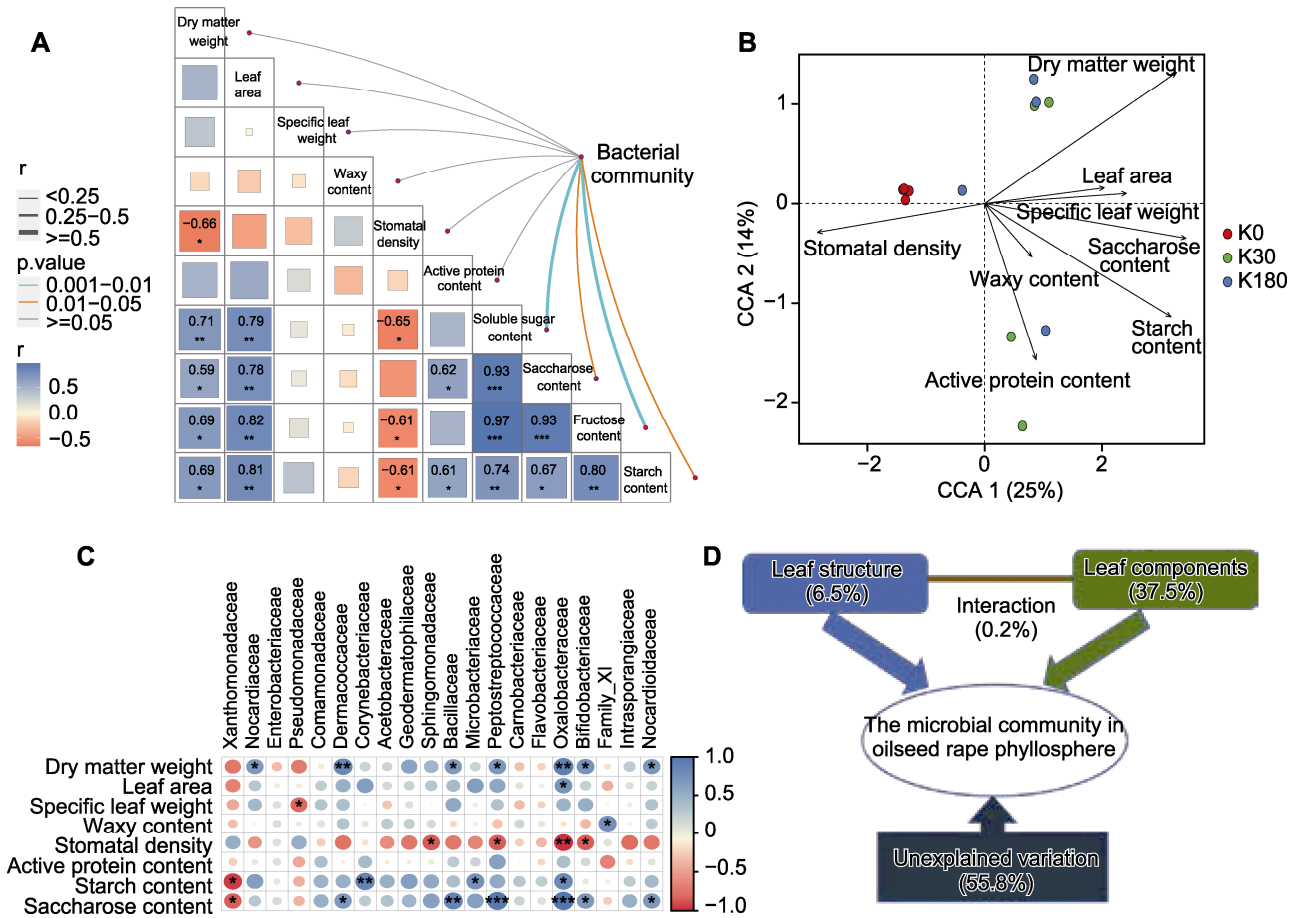 A
Dry matter
weight
Leaf
area
Specific leaf
weight
Waxy
content
Stomatal
density
Active protein
content
Soluble sugar
content
Saccharose
content
Fructose
content
Starch
content
Bacterial
community
−0.66
*
0.71 0.79 −0.65
** ** *
0.59 0.78 0.62 0.93
* ** * ***
0.69 0.82 −0.61 0.97 0.93
* ** * *** ***
0.69 0.81 −0.61 0.61 0.74 0.67 0.80
* ** * * ** * **
r
<0.25
0.25−0.5
>=0.5
p.value
0.001−0.01
0.01−0.05
>=0.05
r
0.5
0.0
−0.5
B
Dry matter weight
Leaf area
Specific leaf weight
Saccharose
content
Stomatal density
Waxy content
Starch
content
Active protein content
CCA 2 (14%)
1
0
−1
−2
−2 0 2
CCA 1 (25%)
K0
K30
K180
C
Xanthomonadaceae
Nocardiaceae
Enterobacteriaceae
Pseudomonadaceae
Comamonadaceae
Dermacoccaceae
Corynebacteriaceae
Acetobacteraceae
Geodermatophilaceae
Sphingomonadaceae
Bacillaceae
Microbacteriaceae
Peptostreptococcaceae
Carnobacteriaceae
Flavobacteriaceae
Oxalobacteraceae
Bifidobacteriaceae
Family_XI
Intrasporangiaceae
Nocardioidaceae
Dry matter weight * ** * * ** * *
Leaf area *
Specific leaf weight *
Waxy content *
Stomatal density * * ** *
Active protein content
Starch content * ** * *
Saccharose content * * ** *** *** * *
1.0
0.5
0
−0.5
−1.0
D
Leaf structure
(6.5%)
Interaction
(0.2%)
Leaf components
(37.5%)
The microbial community in
oilseed rape phyllosphere
Unexplained variation
(55.8%)